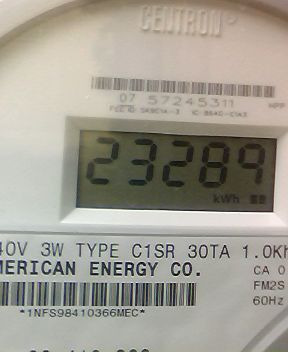 CENTRON®
07 57245311
23289
kWh
40V 3W TYPE C1SR 30TA 1.0Kh
MERICAN ENERGY CO.
CA 0
FM2S
60Hz
*1NFS98410366MEC*